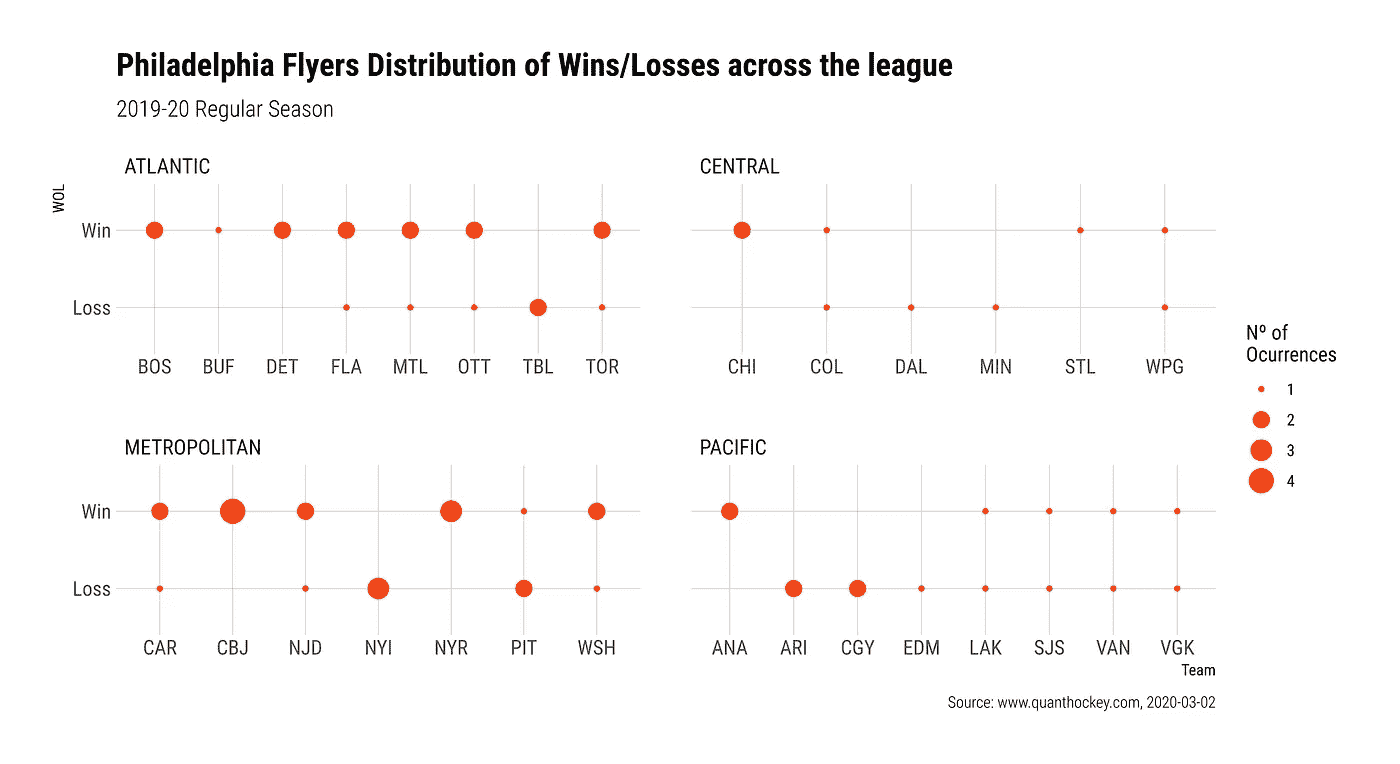 Philadelphia Flyers Distribution of Wins/Losses across the league
2019-20 Regular Season
ATLANTIC
CENTRAL
WOL
Win
Loss
BOS BUF DET FLA MTL OTT TBL TOR
CHI COL DAL MIN STL WPG
METROPOLITAN
PACIFIC
Win
Loss
CAR CBJ NJD NYI NYR PIT WSH
ANA ARI CGY EDM LAK SJS VAN VGK
Team
Nº of
Ocurrences
1
2
3
4
Source: www.quanthockey.com, 2020-03-02